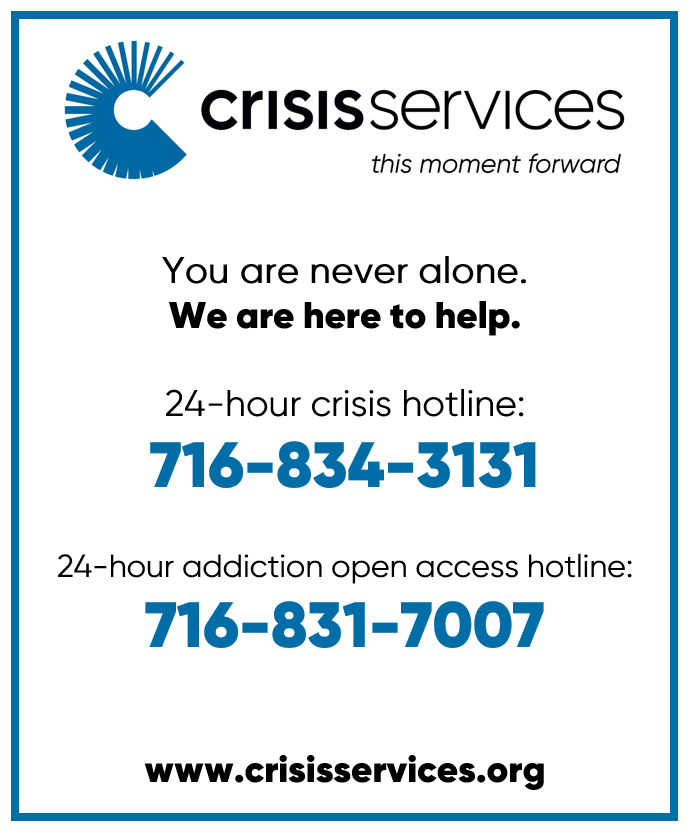 crisisservices
this moment forward
You are never alone.
We are here to help.
24-hour crisis hotline:
716-834-3131
24-hour addiction open access hotline:
716-831-7007
www.crisisservices.org